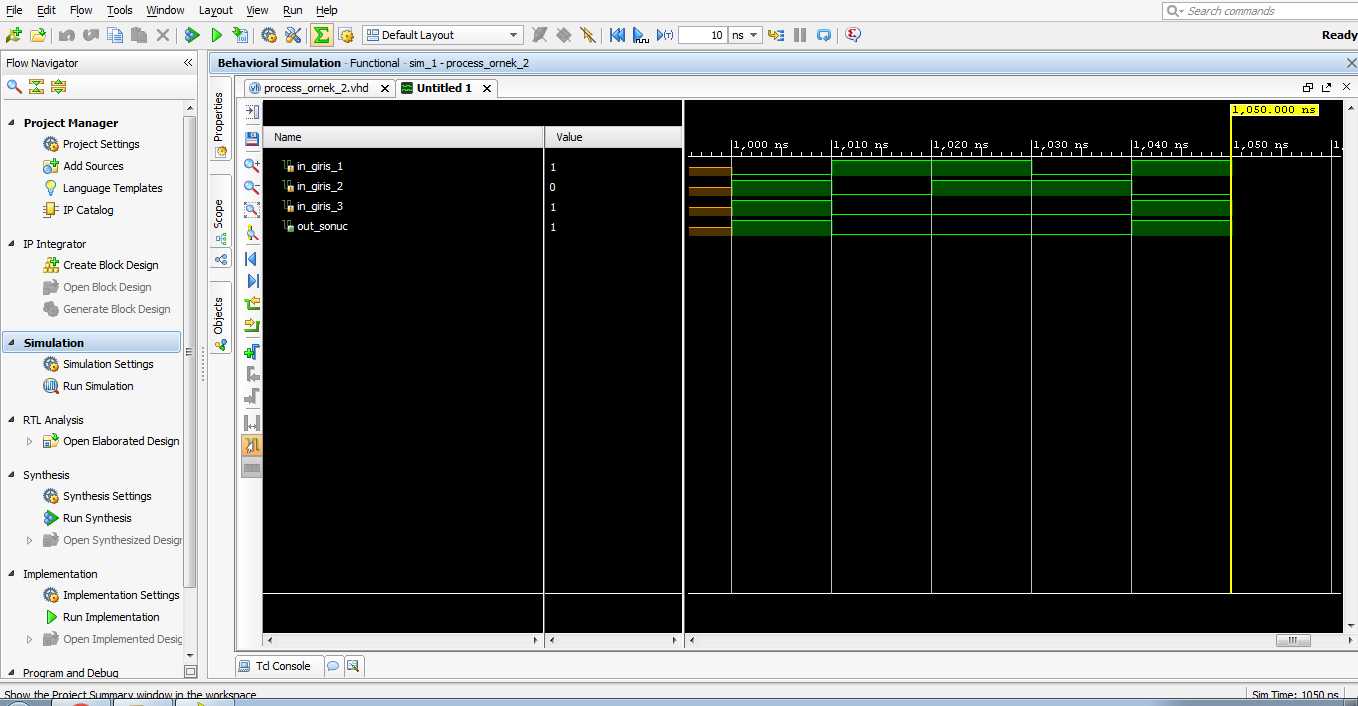 File Edit Flow Tools Window Layout View Run Help
Search commands
Default Layout
10 ns
Ready
Flow Navigator
Project Manager
Project Settings
Add Sources
Language Templates
IP Catalog
IP Integrator
Create Block Design
Open Block Design
Generate Block Design
Simulation
Simulation Settings
Run Simulation
RTL Analysis
Open Elaborated Design
Synthesis
Synthesis Settings
Run Synthesis
Open Synthesized Desigr
Implementation
Implementation Settings
Run Implementation
Open Implemented Desig
Program and Debug
Behavioral Simulation - Functional - sim_1 - process_ornek_2
Properties
Scope
Objects
process_ornek_2.vhd
Untitled 1
Name Value
in_giris_1 1
in_giris_2 0
in_giris_3 1
out_sonuc 1
1,050.000 ns
1,000 ns 1,010 ns 1,020 ns 1,030 ns 1,040 ns 1,050 ns 1,
Tcl Console
Show the Project Summary window in the workspace
Sim Time: 1050 ns